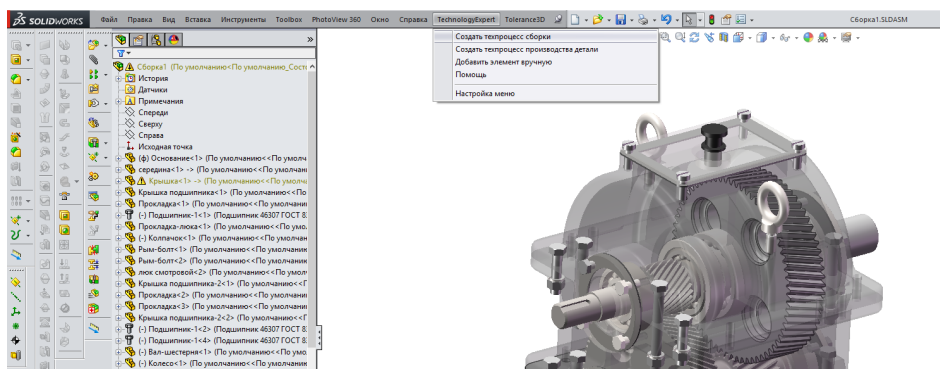 SOLIDWORKS Файл Правка Вид Вставка Инструменты Toolbox PhotoView 360 Окно Справка TechnologyExpert Tolerance3D Сборка1.SLDASM
Создать техпроцесс сборки
Создать техпроцесс производства детали
Добавить элемент вручную
Помощь
Настройка меню
Сборка1 (По умолчанию<По умолчанию_Состо
История
Датчики
Примечания
Спереди
Сверху
Справа
Исходная точка
(ф) Основание<1> (По умолчанию<<По умолч
середина<1> -> (По умолчанию<<По умолчан
Крышка<1> -> (По умолчанию<<По умолча
Крышка подшипника<1> (По умолчанию<<По
Прокладка<1> (По умолчанию<<По умолчани
(-) Подшипник-1<1> (Подшипник 46307 ГОСТ 8
Прокладка-люка<1> (По умолчанию<<По умо.
(-) Колпачок<1> (По умолчанию<<По умолчан
Рым-болт<1> (По умолчанию<<По умолчани
Рым-болт<2> (По умолчанию<<По умолчани
люк смотровой<2> (По умолчанию<<По умол
Крышка подшипника-2<1> (По умолчанию<<П
Прокладка<2> (По умолчанию<<По умолчани
Прокладка<3> (По умолчанию<<По умолчани
Крышка подшипника-2<2> (По умолчанию<<П
(-) Подшипник-1<2> (Подшипник 46307 ГОСТ 8
(-) Подшипник-1<4> (Подшипник 46307 ГОСТ 8
(-) Вал-шестерня<1> (По умолчанию<<По умо.
(-) Колесо<1> (По умолчанию<<По умолчани